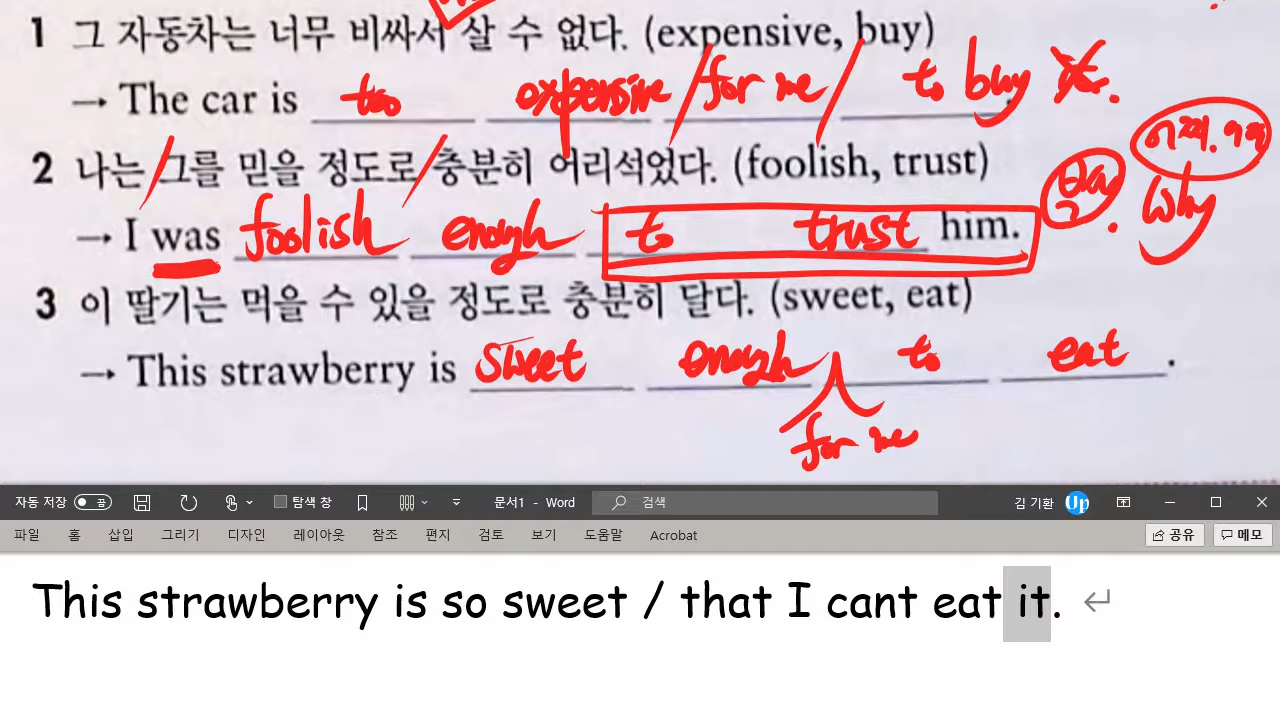 1 그 자동차는 너무 비싸서 살 수 없다. (expensive, buy)
→ The car is too expensive / for me / to buy.
2 나는 / 그를 믿을 정도로 / 충분히 어리석었다. (foolish, trust)
→ I was foolish enough to trust him. why
3 이 딸기는 먹을 수 있을 정도로 충분히 달다. (sweet, eat)
→ This strawberry is sweet enough to eat.
for me
자동 저장 끔 탐색 창 문서1 - Word 검색 김 기환 Up
파일 홈 삽입 그리기 디자인 레이아웃 참조 편지 검토 보기 도움말 Acrobat 공유 메모
This strawberry is so sweet / that I cant eat it. ↵